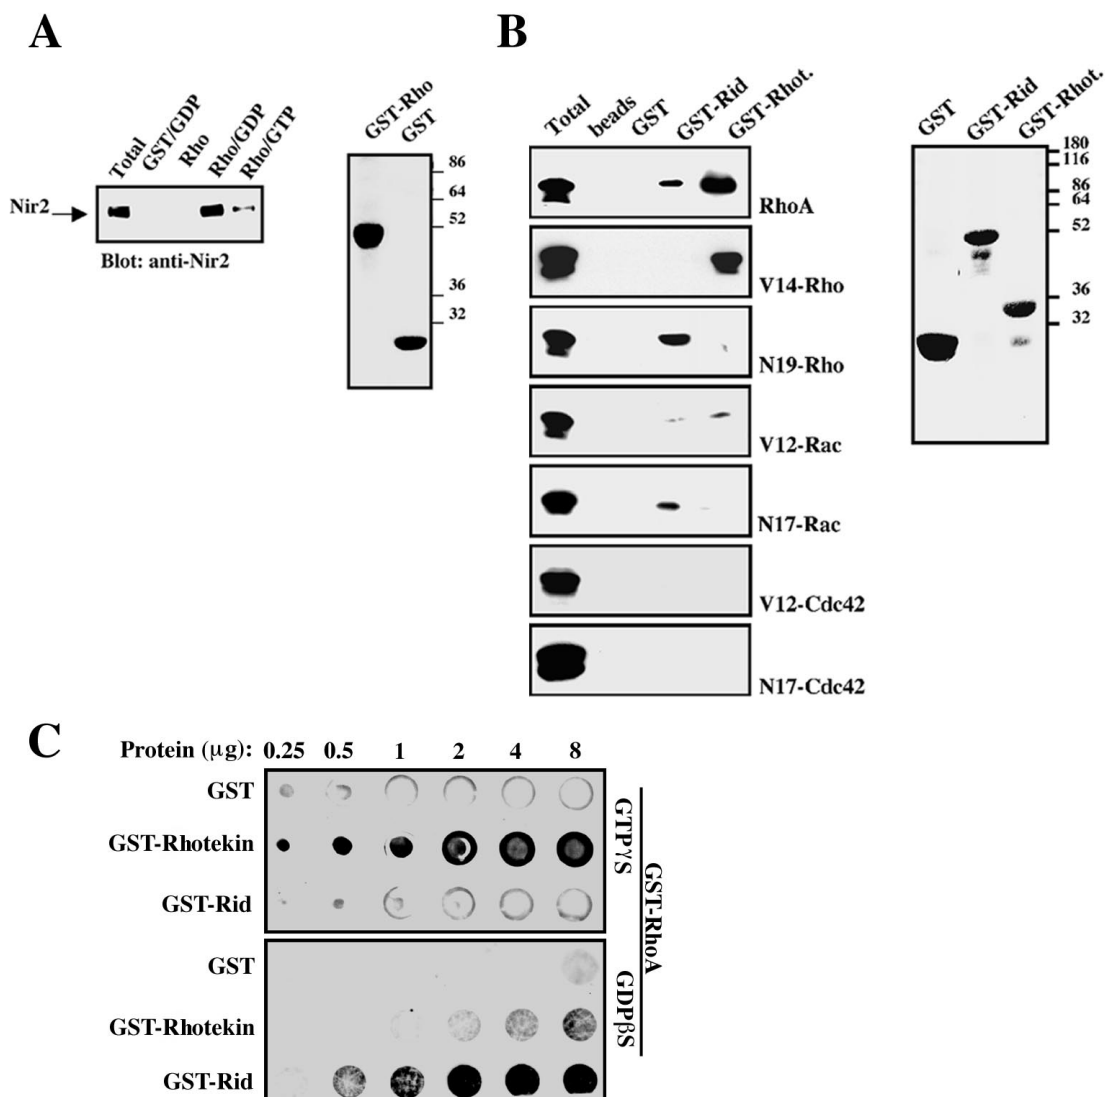 A
Total
GST/GDP
Rho
Rho/GDP
Rho/GTP
Nir2
Blot: anti-Nir2
GST-Rho
GST
86
64
52
36
32
B
Total
beads
GST
GST-Rid
GST-Rhot.
RhoA
V14-Rho
N19-Rho
V12-Rac
N17-Rac
V12-Cdc42
N17-Cdc42
GST
GST-Rid
GST-Rhot.
180
116
86
64
52
36
32
C
Protein (μg): 0.25 0.5 1 2 4 8
GST
GST-Rhotekin
GST-Rid
GTPγS
GST
GST-Rhotekin
GST-Rid
GDPβS
GST-RhoA